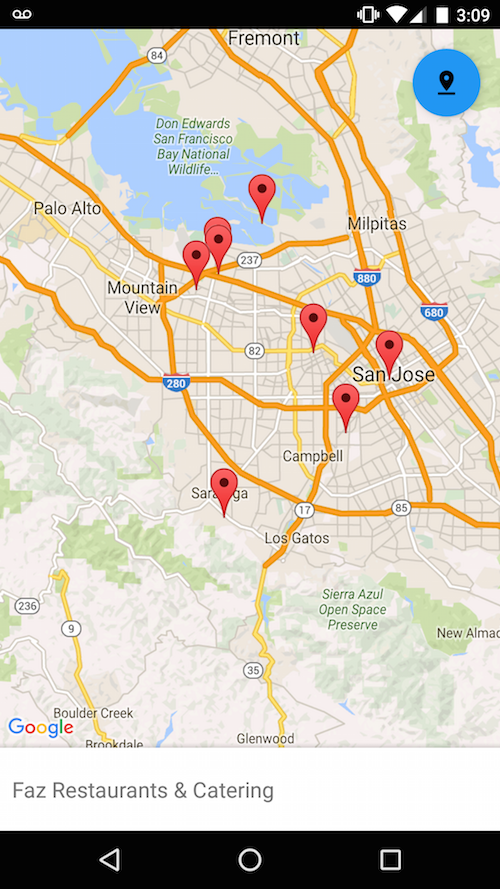 3:09
Fremont
84
Don Edwards
San Francisco
Bay National
Wildlife...
Palo Alto
Milpitas
237
880
Mountain
View
680
82
San Jose
280
Campbell
17
85
Los Gatos
Sierra Azul
Open Space
Preserve
236
9
New Almad
35
Boulder Creek
Google
Brookdale
Glenwood
Faz Restaurants & Catering